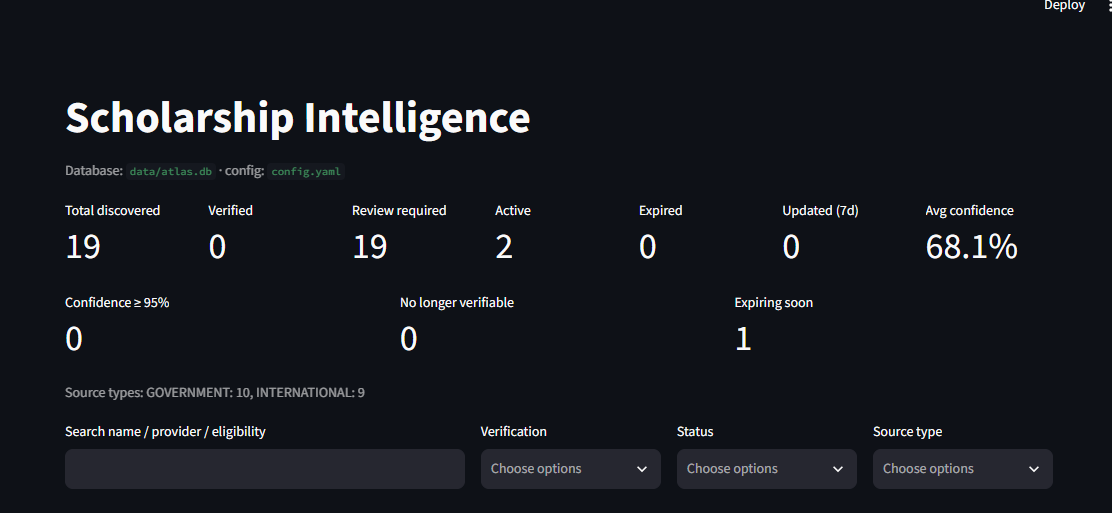 Deploy
Scholarship Intelligence
Database: data/atlas.db · config: config.yaml
Total discovered Verified Review required Active Expired Updated (7d) Avg confidence
19 0 19 2 0 0 68.1%
Confidence ≥ 95% No longer verifiable Expiring soon
0 0 1
Source types: GOVERNMENT: 10, INTERNATIONAL: 9
Search name / provider / eligibility Verification Status Source type
Choose options Choose options Choose options